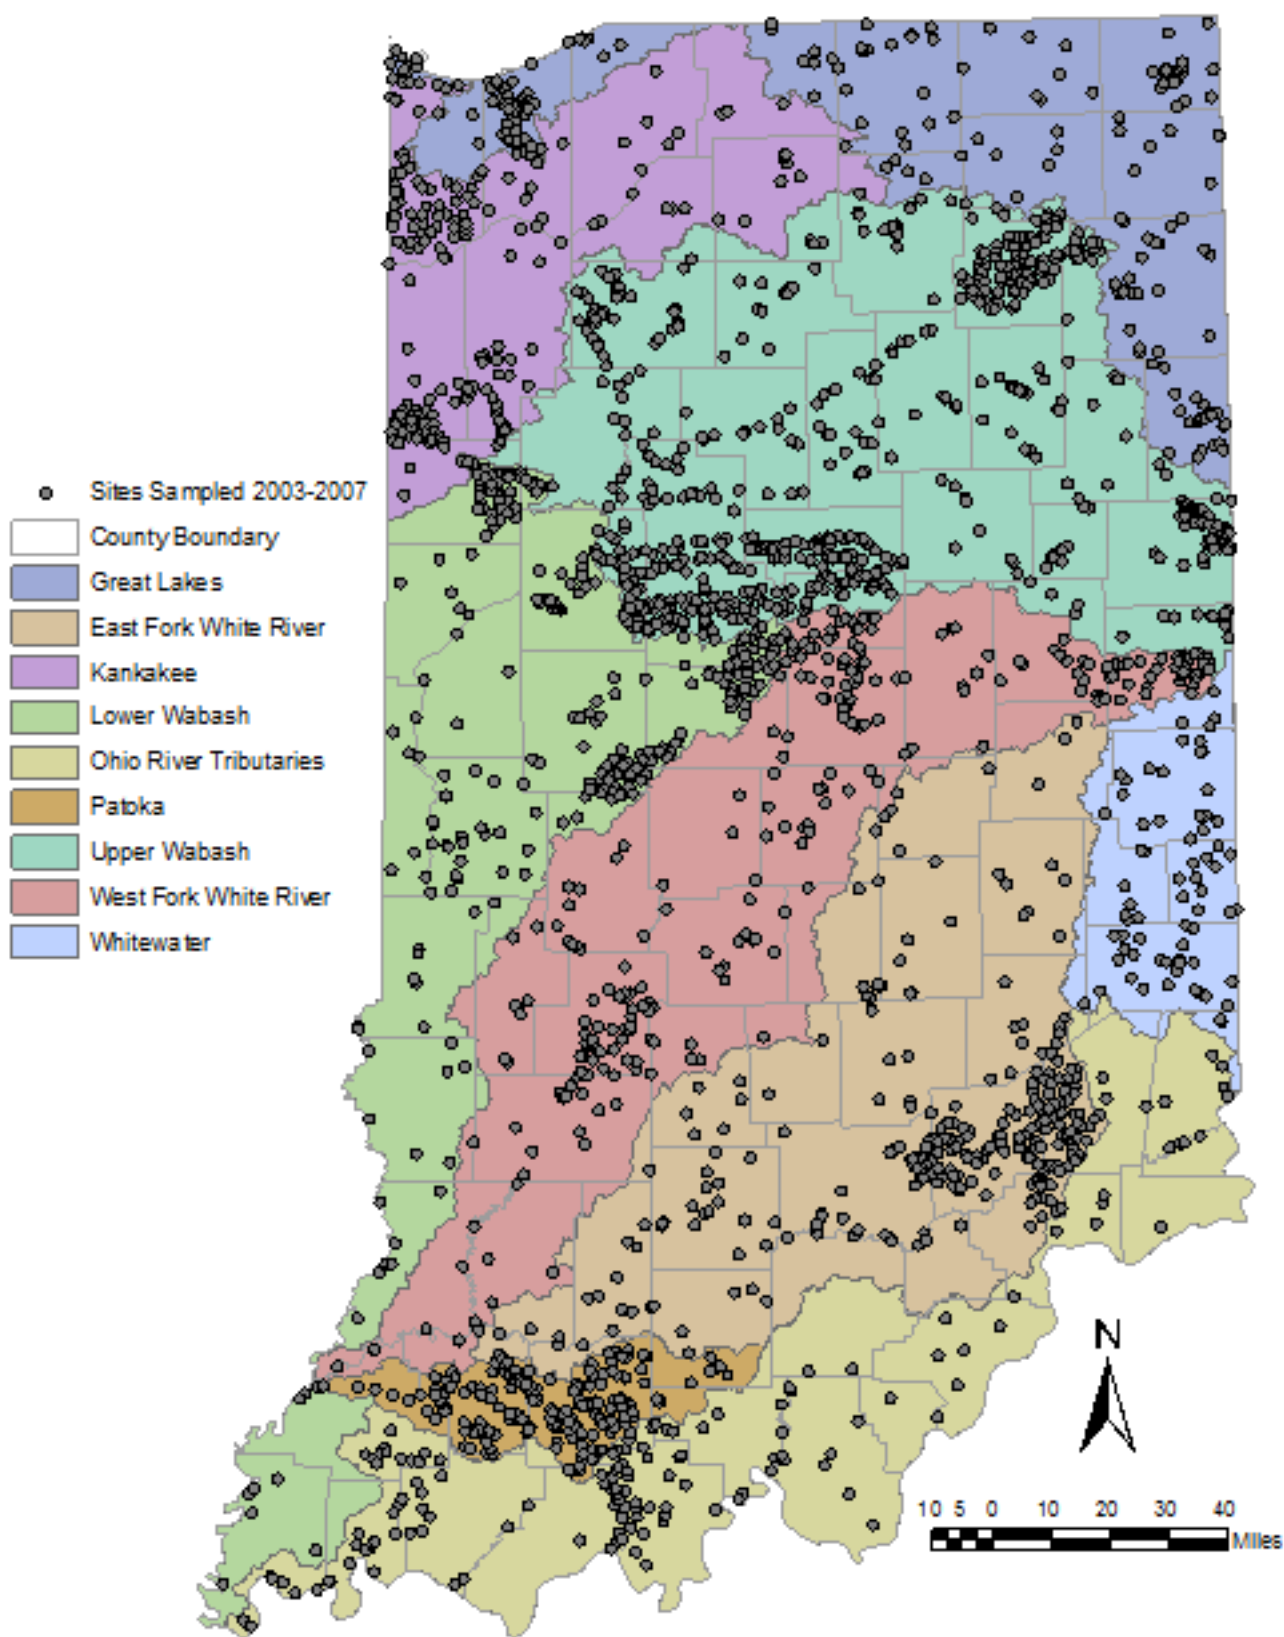 Sites Sampled 2003-2007
County Boundary
Great Lakes
East Fork White River
Kankakee
Lower Wabash
Ohio River Tributaries
Patoka
Upper Wabash
West Fork White River
Whitewater
N
10 5 0 10 20 30 40
Miles